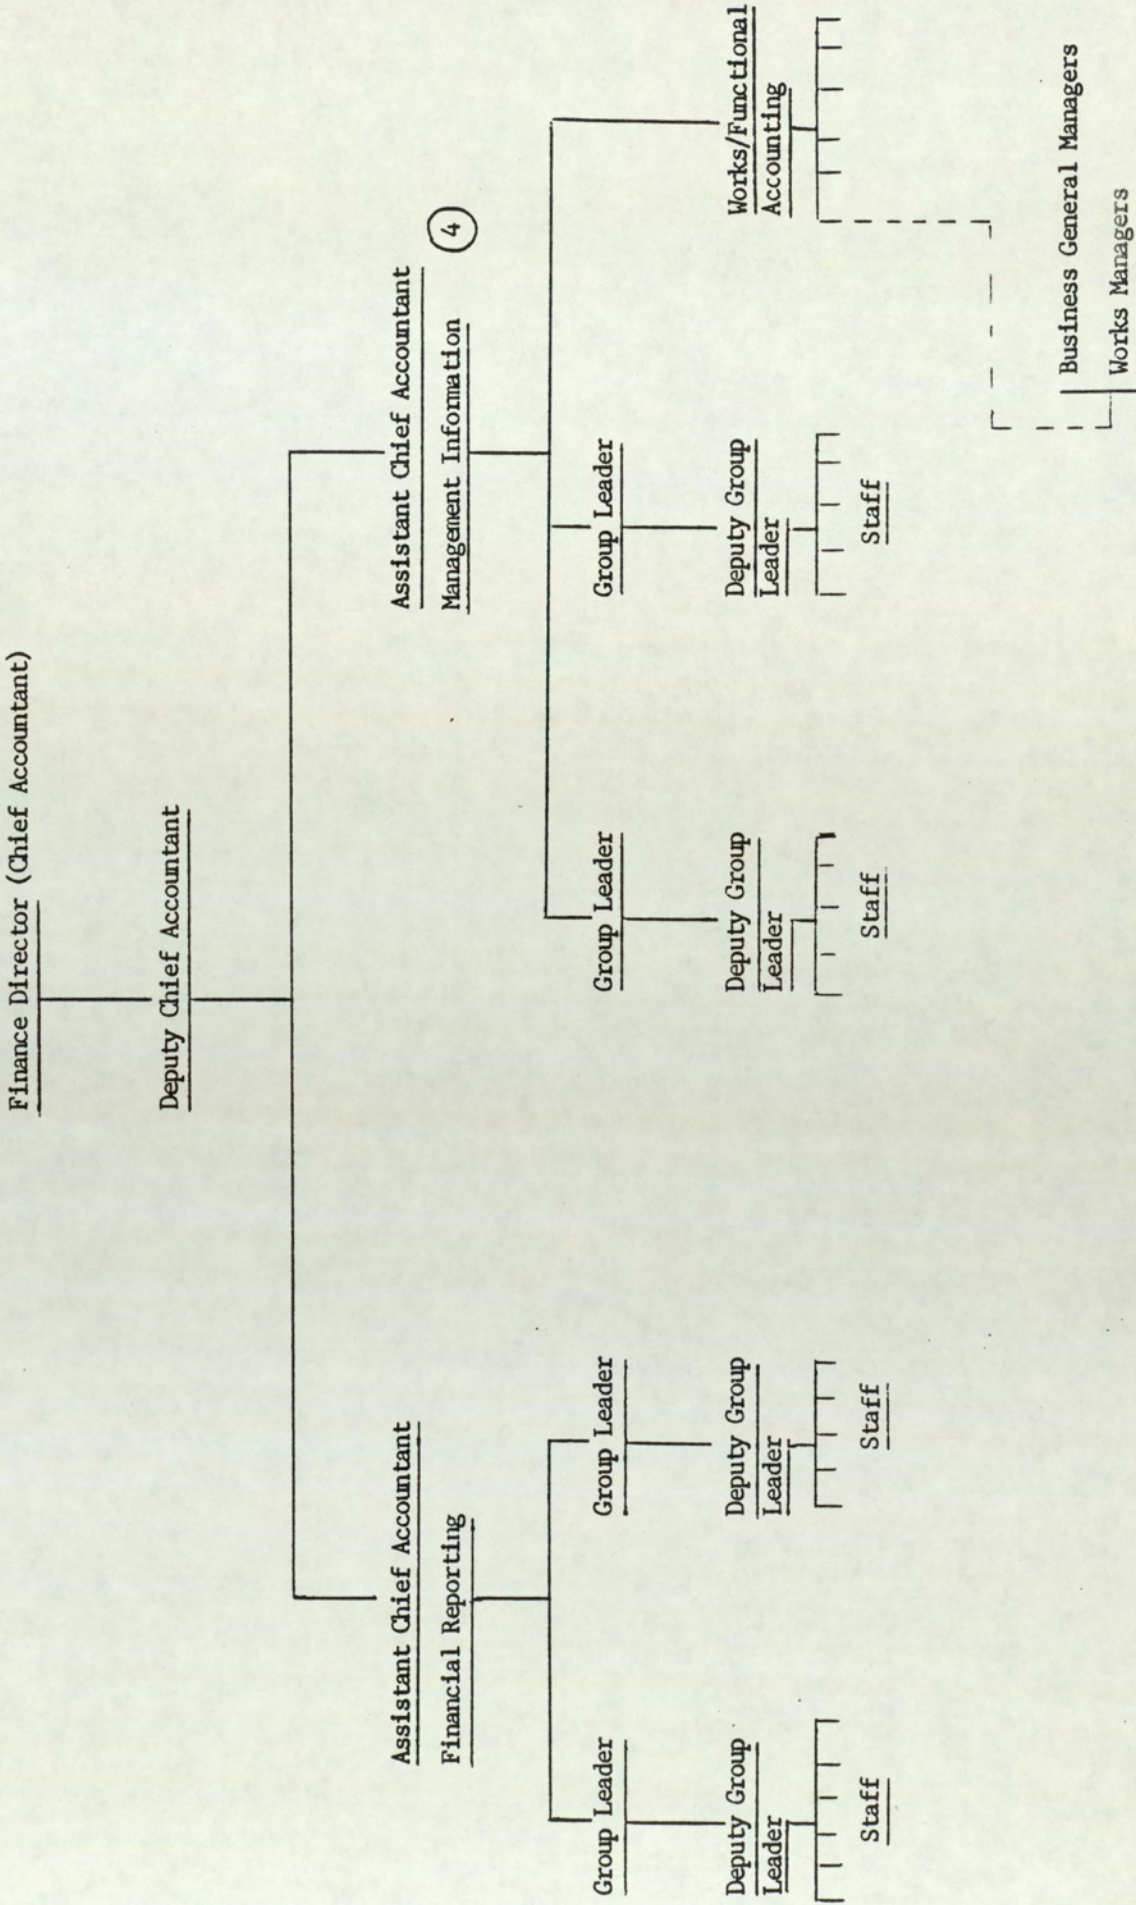 Finance Director (Chief Accountant)
Deputy Chief Accountant
Assistant Chief Accountant
Financial Reporting
Assistant Chief Accountant
Management Information
4
Group Leader
Group Leader
Group Leader
Group Leader
Deputy Group
Leader
Deputy Group
Leader
Deputy Group
Leader
Deputy Group
Leader
Works/Functional
Accounting
Staff
Staff
Staff
Staff
Business General Managers
Works Managers